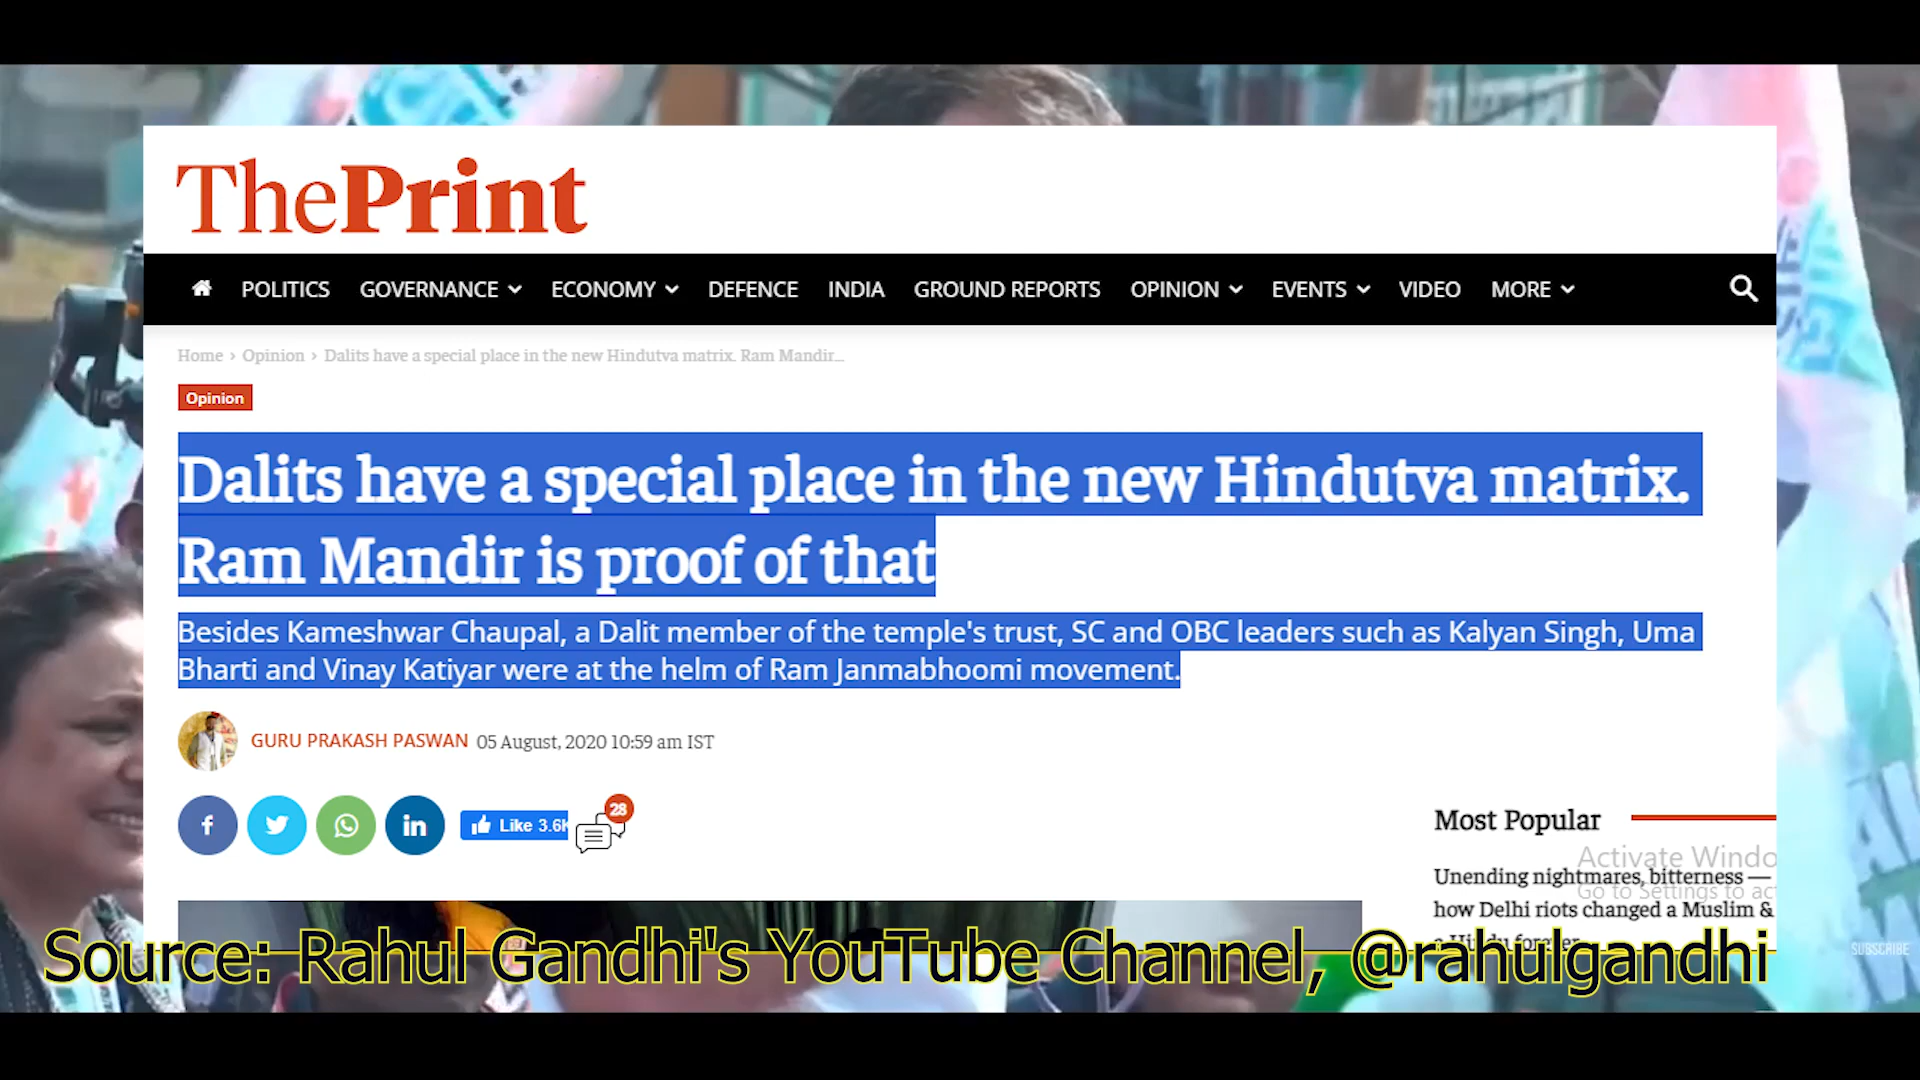 ThePrint
POLITICS GOVERNANCE ECONOMY DEFENCE INDIA GROUND REPORTS OPINION EVENTS VIDEO MORE
Home › Opinion › Dalits have a special place in the new Hindutva matrix. Ram Mandir...
Opinion
Dalits have a special place in the new Hindutva matrix.
Ram Mandir is proof of that
Besides Kameshwar Chaupal, a Dalit member of the temple's trust, SC and OBC leaders such as Kalyan Singh, Uma
Bharti and Vinay Katiyar were at the helm of Ram Janmabhoomi movement.
GURU PRAKASH PASWAN 05 August, 2020 10:59 am IST
f in Like 3.6K 28
Most Popular
Activate Windo
Unending nightmares, bitterness —
Go to Settings to ac
how Delhi riots changed a Muslim &
a Hindu forever
Source: Rahul Gandhi's YouTube Channel, @rahulgandhi
SUBSCRIBE